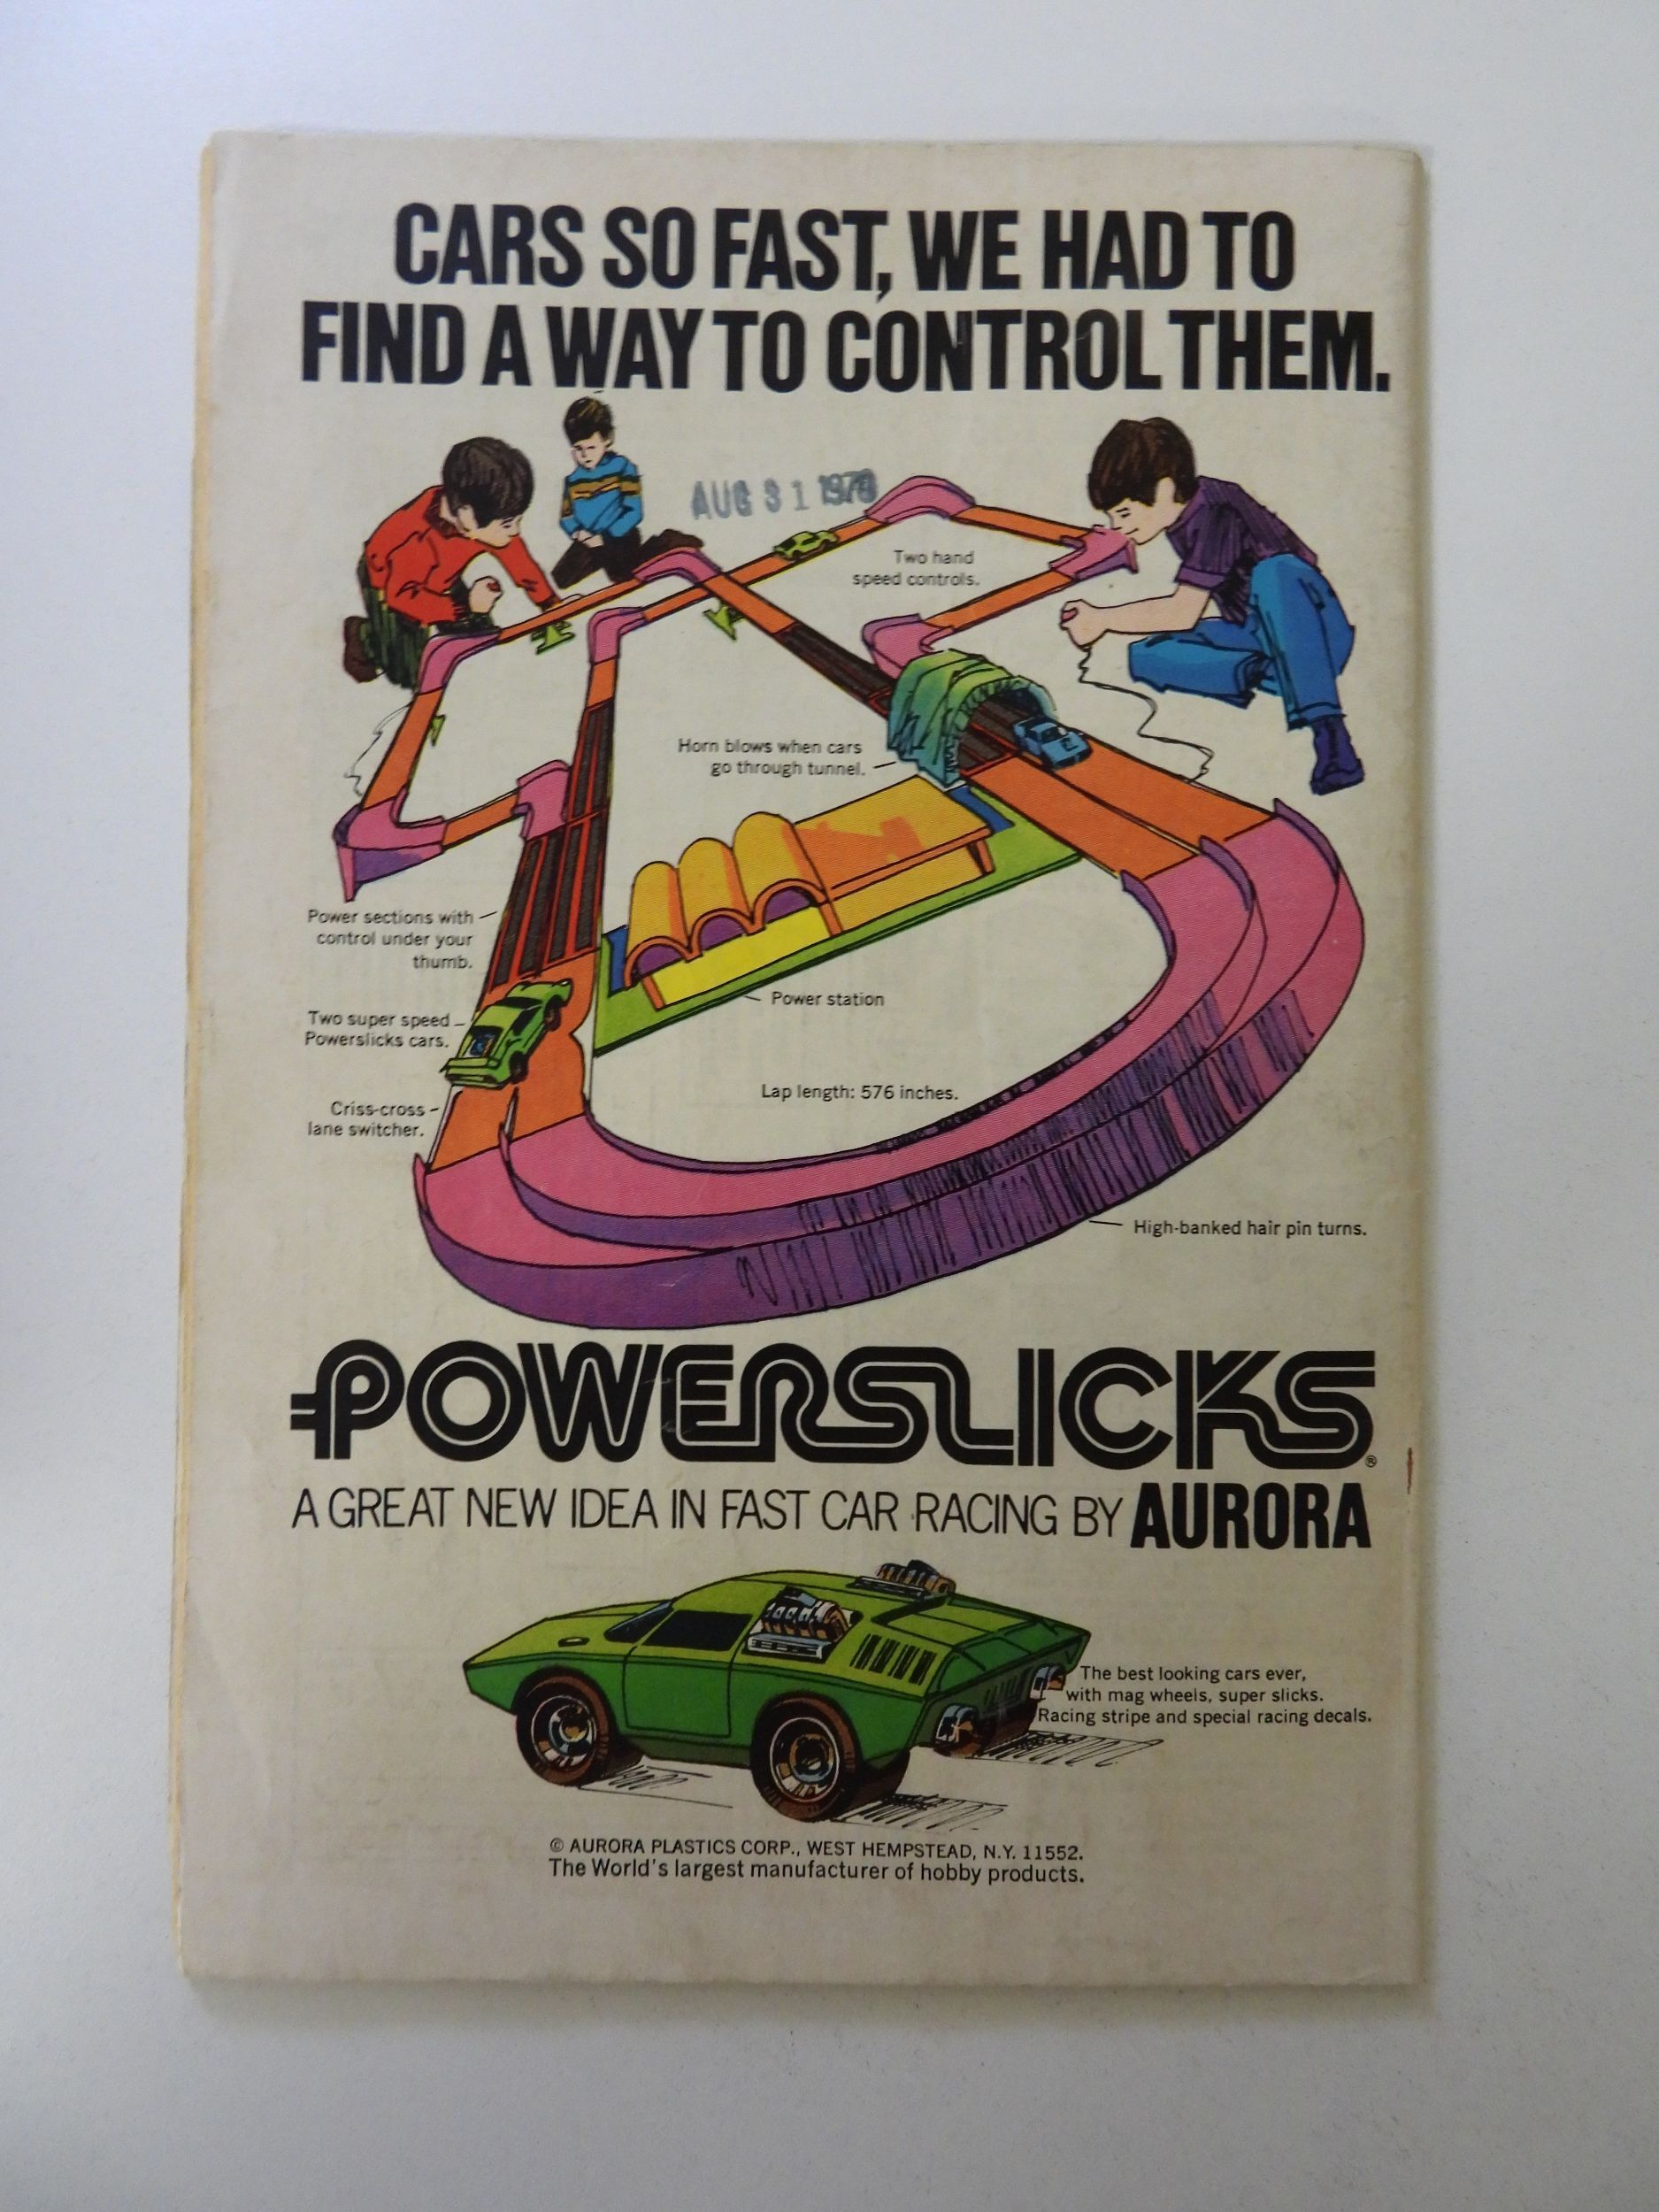 CARS SO FAST, WE HAD TO
FIND A WAY TO CONTROL THEM.
AUG 31
Two hand
speed controls.
Horn blows when cars
go through tunnel.
Power sections with
control under your
thumb.
Power station
Two super speed
Powerslicks cars.
Lap length: 576 inches.
Criss-cross
lane switcher.
High-banked hair pin turns.
POWERSLICKS®
A GREAT NEW IDEA IN FAST CAR RACING BY AURORA
The best looking cars ever,
with mag wheels, super slicks.
Racing stripe and special racing decals.
© AURORA PLASTICS CORP., WEST HEMPSTEAD, N.Y. 11552.
The World's largest manufacturer of hobby products.